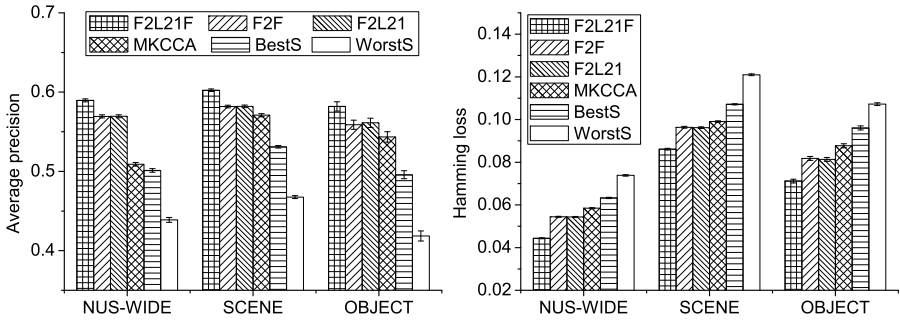 Average precision
0.7
0.6
0.5
0.4
F2L21F F2F F2L21
MKCCA BestS WorstS
NUS-WIDE SCENE OBJECT
Hamming loss
0.14
0.12
0.10
0.08
0.06
0.04
0.02
F2L21F
F2F
F2L21
MKCCA
BestS
WorstS
NUS-WIDE SCENE OBJECT